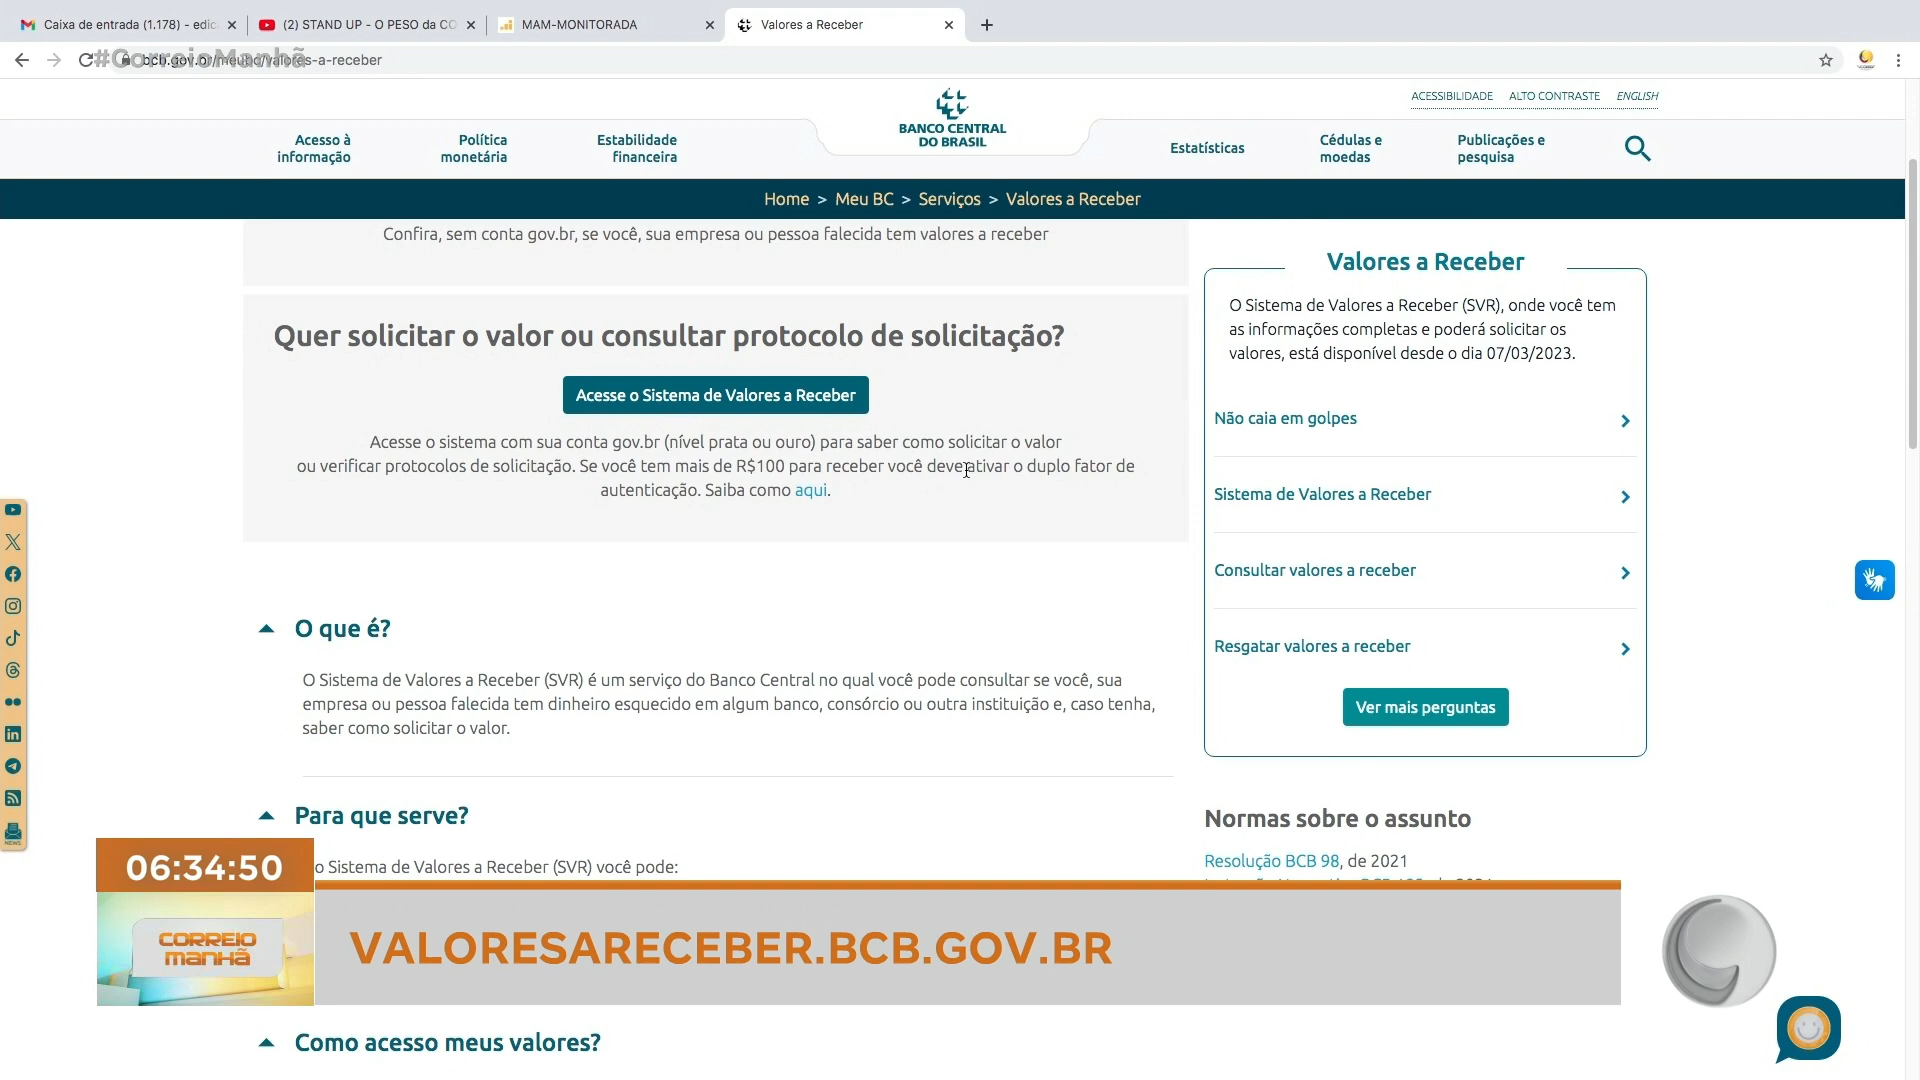 Caixa de entrada (1.178) - edic
(2) STAND UP - O PESO da CO
MAM-MONITORADA
Valores a Receber
#CorreioManhã
bcb.gov.br/meubc/valores-a-receber
ACESSIBILIDADE ALTO CONTRASTE ENGLISH
BANCO CENTRAL
DO BRASIL
Acesso à
informação
Política
monetária
Estabilidade
financeira
Estatísticas
Cédulas e
moedas
Publicações e
pesquisa
Home > Meu BC > Serviços > Valores a Receber
Confira, sem conta gov.br, se você, sua empresa ou pessoa falecida tem valores a receber
Quer solicitar o valor ou consultar protocolo de solicitação?
Acesse o Sistema de Valores a Receber
Acesse o sistema com sua conta gov.br (nível prata ou ouro) para saber como solicitar o valor
ou verificar protocolos de solicitação. Se você tem mais de R$100 para receber você deve ativar o duplo fator de
autenticação. Saiba como aqui.
O que é?
O Sistema de Valores a Receber (SVR) é um serviço do Banco Central no qual você pode consultar se você, sua
empresa ou pessoa falecida tem dinheiro esquecido em algum banco, consórcio ou outra instituição e, caso tenha,
saber como solicitar o valor.
Para que serve?
o Sistema de Valores a Receber (SVR) você pode:
Como acesso meus valores?
Valores a Receber
O Sistema de Valores a Receber (SVR), onde você tem
as informações completas e poderá solicitar os
valores, está disponível desde o dia 07/03/2023.
Não caia em golpes
Sistema de Valores a Receber
Consultar valores a receber
Resgatar valores a receber
Ver mais perguntas
Normas sobre o assunto
Resolução BCB 98, de 2021
NEWS
06:34:50
CORREIO
manhã
VALORESARECEBER.BCB.GOV.BR